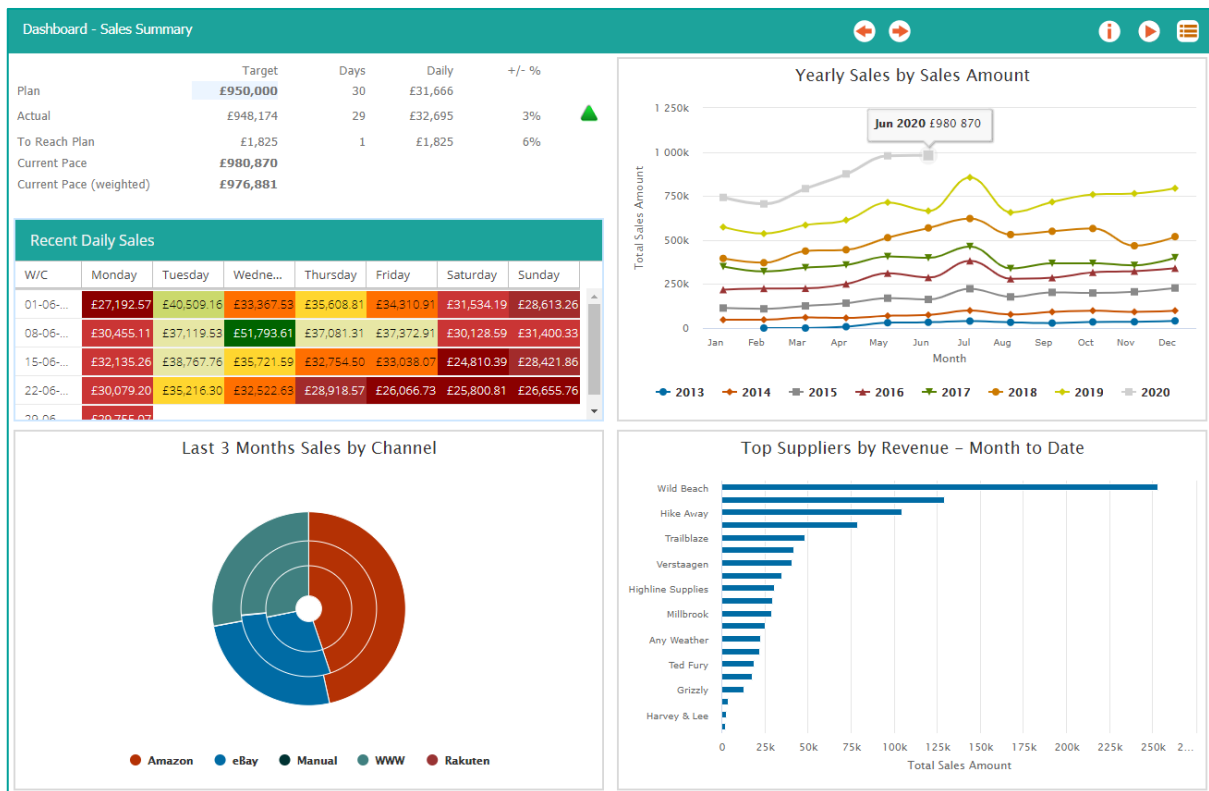 Dashboard - Sales Summary
Target Days Daily +/- %
Plan £950,000 30 £31,666
Actual £948,174 29 £32,695 3%
To Reach Plan £1,825 1 £1,825 6%
Current Pace £980,870
Current Pace (weighted) £976,881
Recent Daily Sales
W/C Monday Tuesday Wedne... Thursday Friday Saturday Sunday
01-06-... £27,192.57 £40,509.16 £33,367.53 £35,608.81 £34,310.91 £31,534.19 £28,613.26
08-06-... £30,455.11 £37,119.53 £51,793.61 £37,081.31 £37,372.91 £30,128.59 £31,400.33
15-06-... £32,135.26 £38,767.76 £35,721.59 £32,754.50 £33,038.07 £24,810.39 £28,421.86
22-06-... £30,079.20 £35,216.30 £32,522.63 £28,918.57 £26,066.73 £25,800.81 £26,655.76
29-06 £29,755.07
Yearly Sales by Sales Amount
Total Sales Amount
1 250k
1 000k
750k
500k
250k
0
Jun 2020 £980 870
Jan Feb Mar Apr May Jun Jul Aug Sep Oct Nov Dec
Month
2013 2014 2015 2016 2017 2018 2019 2020
Last 3 Months Sales by Channel
Amazon eBay Manual WWW Rakuten
Top Suppliers by Revenue – Month to Date
Wild Beach
Hike Away
Trailblaze
Verstaagen
Highline Supplies
Millbrook
Any Weather
Ted Fury
Grizzly
Harvey & Lee
0 25k 50k 75k 100k 125k 150k 175k 200k 225k 250k 2...
Total Sales Amount